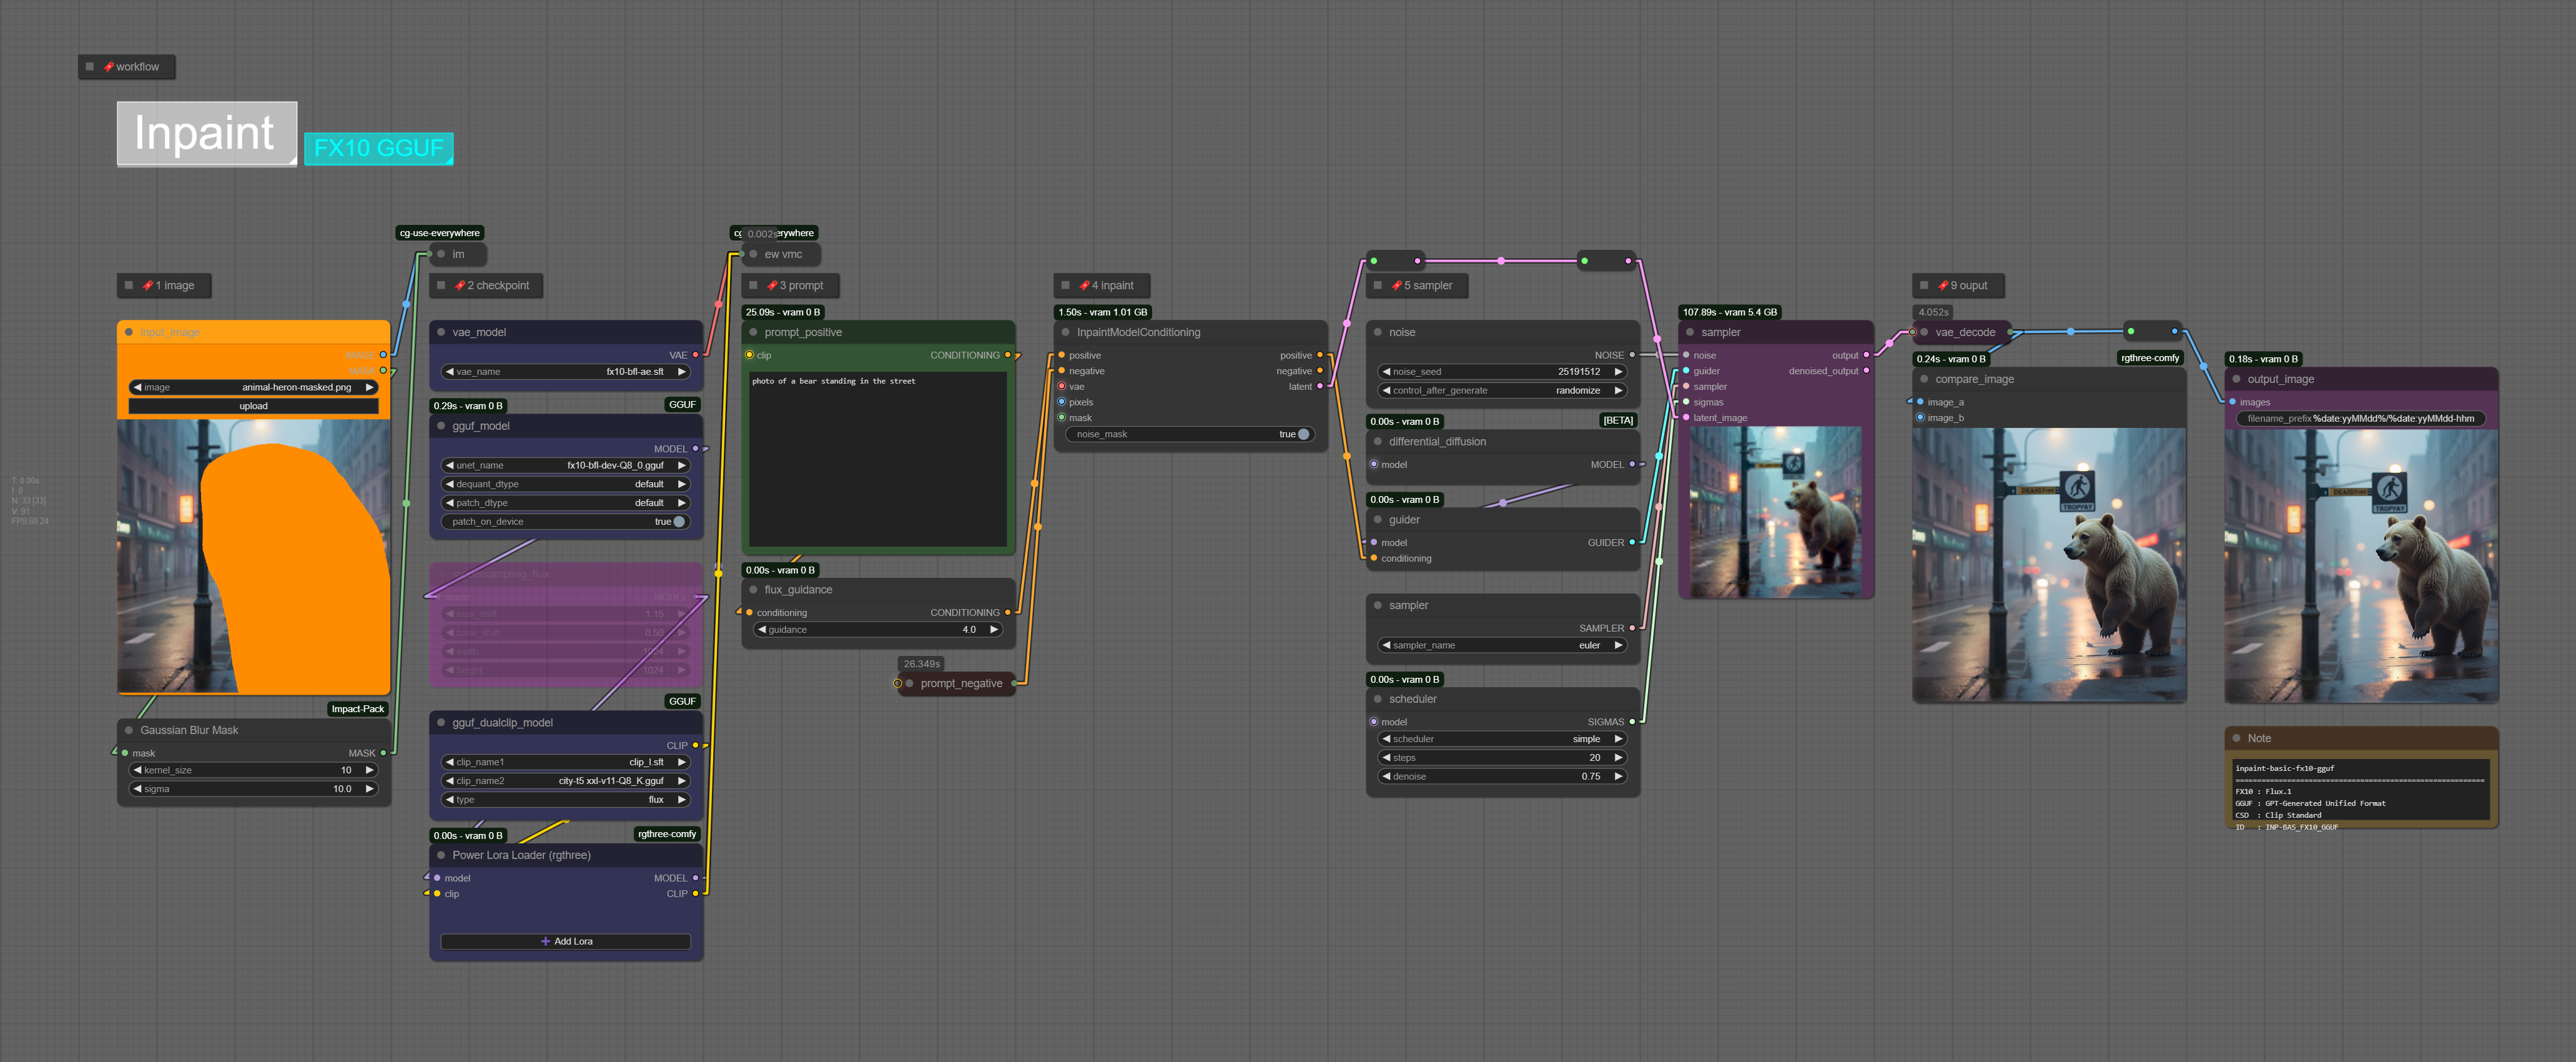 workflow
Inpaint
FX10 GGUF
T: 0.00s
I: 0
N: 33 [33]
V: 91
FPS:60.24
cg-use-everywhere
im
1 image
input_image
IMAGE
MASK
image animal-heron-masked.png
upload
Impact-Pack
Gaussian Blur Mask
mask MASK
kernel_size 10
sigma 10.0
2 checkpoint
vae_model
VAE
vae_name fx10-bfl-ae.sft
0.29s - vram 0 B GGUF
gguf_model
MODEL
unet_name fx10-bfl-dev-Q8_0.gguf
dequant_dtype default
patch_dtype default
patch_on_device true
model MODEL
max_shift 1.15
base_shift 0.50
width 1024
height 1024
GGUF
gguf_dualclip_model
CLIP
clip_name1 clip_l.sft
clip_name2 city-t5 xxl-v11-Q8_K.gguf
type flux
0.00s - vram 0 B rgthree-comfy
Power Lora Loader (rgthree)
model MODEL
clip CLIP
Add Lora
0.002s
ew vmc
3 prompt
25.09s - vram 0 B
prompt_positive
clip CONDITIONING
photo of a bear standing in the street
0.00s - vram 0 B
flux_guidance
conditioning CONDITIONING
guidance 4.0
26.349s
prompt_negative
4 inpaint
1.50s - vram 1.01 GB
InpaintModelConditioning
positive positive
negative negative
vae latent
pixels
mask
noise_mask true
5 sampler
noise
NOISE
noise_seed 25191512
control_after_generate randomize
0.00s - vram 0 B [BETA]
differential_diffusion
model MODEL
0.00s - vram 0 B
guider
model GUIDER
conditioning
sampler
SAMPLER
sampler_name euler
0.00s - vram 0 B
scheduler
model SIGMAS
scheduler simple
steps 20
denoise 0.75
107.89s - vram 5.4 GB
sampler
noise output
guider denoised_output
sampler
sigmas
latent_image
9 ouput
4.052s
vae_decode
0.24s - vram 0 B rgthree-comfy
compare_image
image_a
image_b
TROPFAY
0.18s - vram 0 B
output_image
images
filename_prefix %date:yyMMdd%/%date:yyMMdd-hhm
TROPFAY
Note
inpaint-basic-fx10-gguf
FX10 : Flux.1
GGUF : GPT-Generated Unified Format
CSD : Clip Standard
ID : INP-BAS_FX10_GGUF